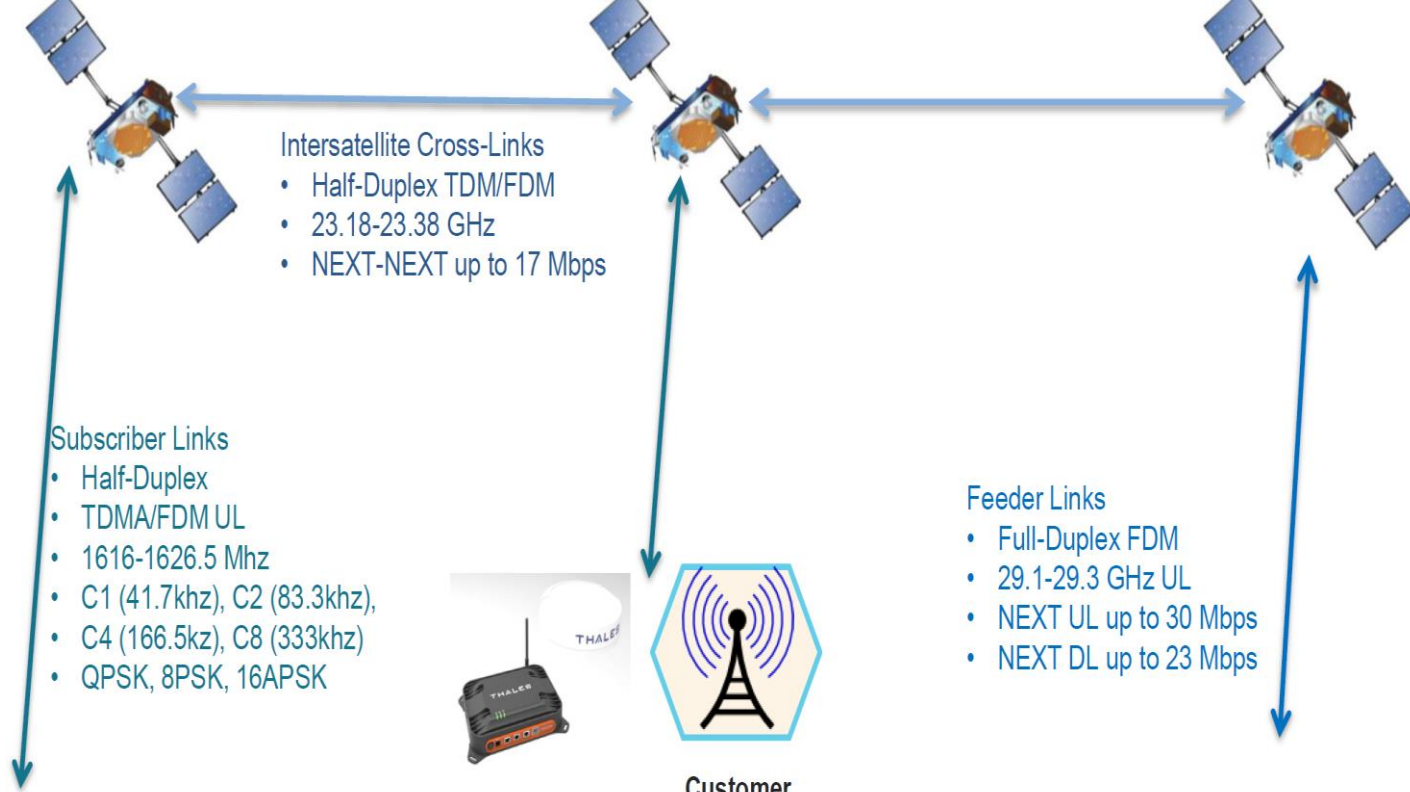 Intersatellite Cross-Links
• Half-Duplex TDM/FDM
• 23.18-23.38 GHz
• NEXT-NEXT up to 17 Mbps
Subscriber Links
• Half-Duplex
• TDMA/FDM UL
• 1616-1626.5 Mhz
• C1 (41.7khz), C2 (83.3khz),
• C4 (166.5kz), C8 (333khz)
• QPSK, 8PSK, 16APSK
THALES
THALES
Feeder Links
• Full-Duplex FDM
• 29.1-29.3 GHz UL
• NEXT UL up to 30 Mbps
• NEXT DL up to 23 Mbps
Customer